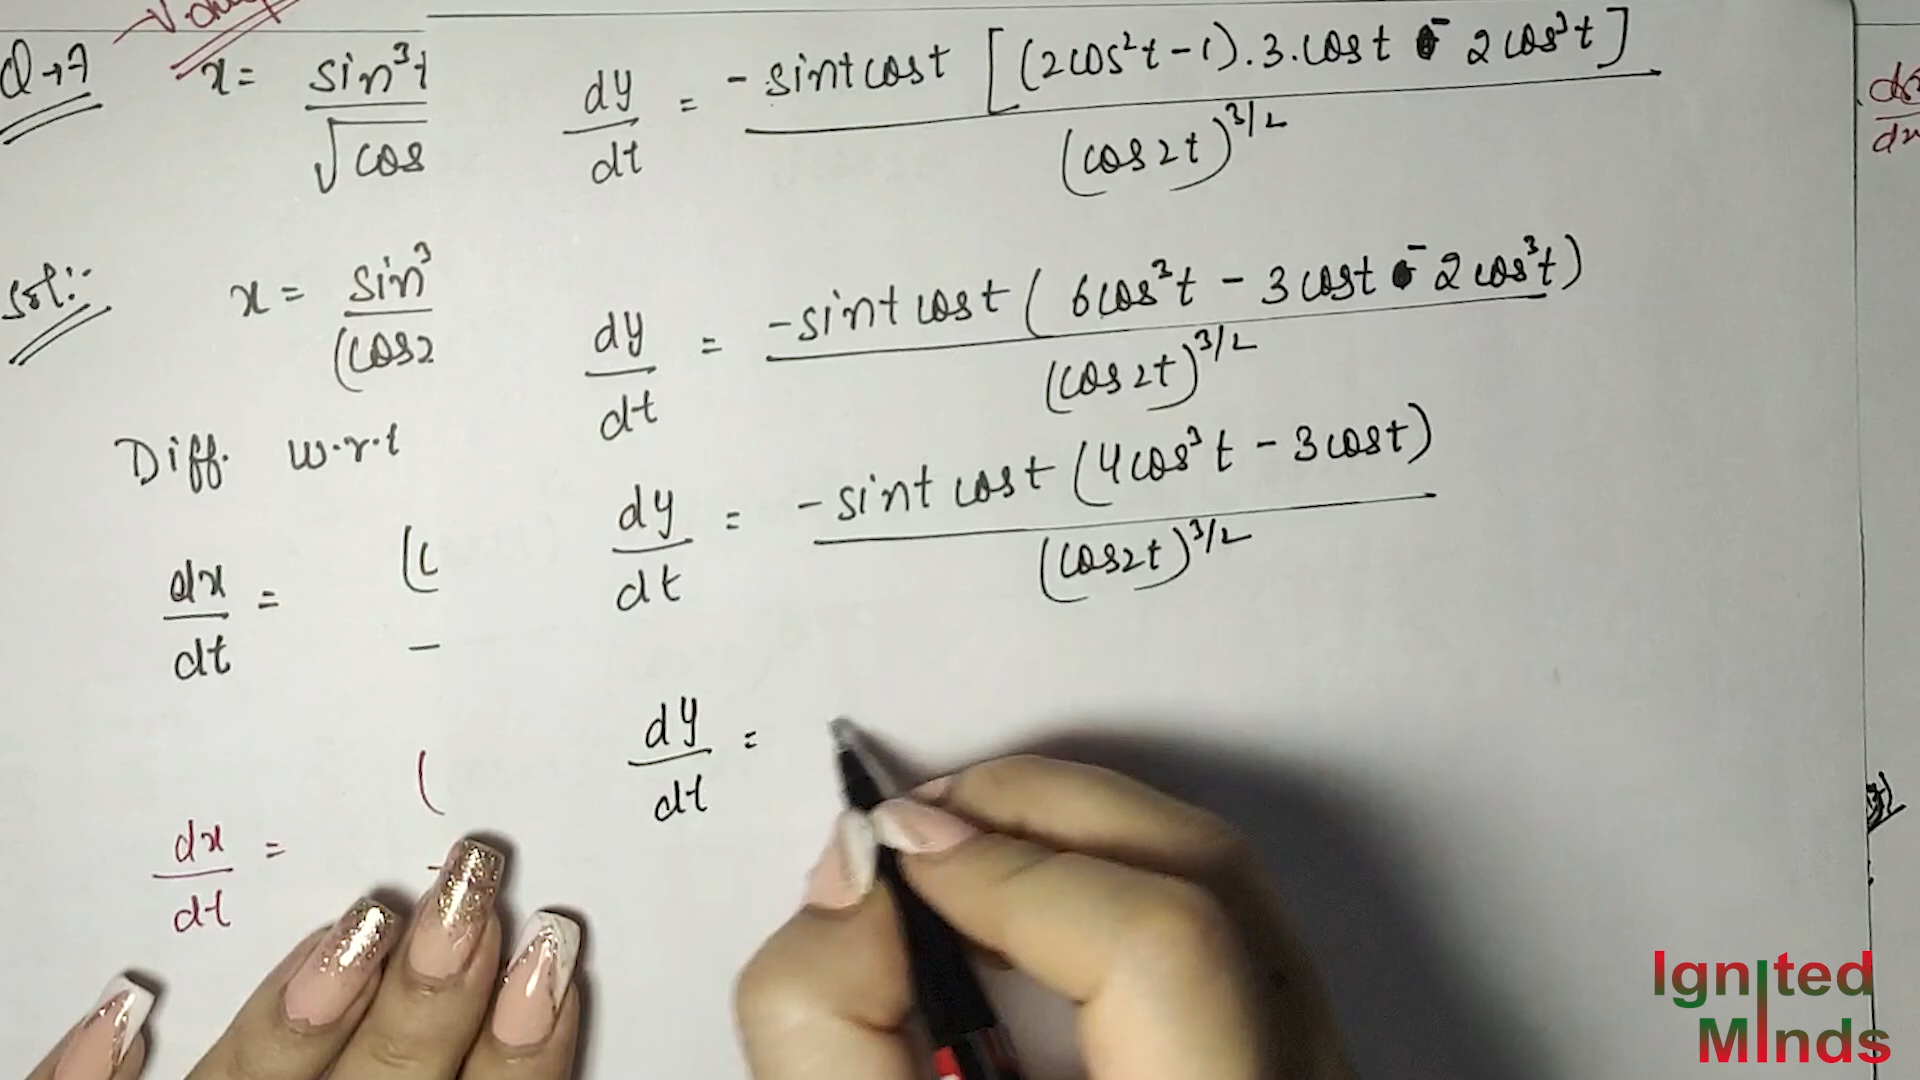 Q→7
x = sin³t
√cos
Sol:-
x = sin³
(cos2
Diff. w.r.t
dx/dt =
dx/dt =
dy/dt = -sint cost [(2cos²t-1).3.cost - 2cos³t] / (cos2t)^3/2
dy/dt = -sint cost (6cos³t - 3cost - 2cos³t) / (cos2t)^3/2
dy/dt = -sint cost (4cos³t - 3cost) / (cos2t)^3/2
dy/dt =
Ignited
Minds